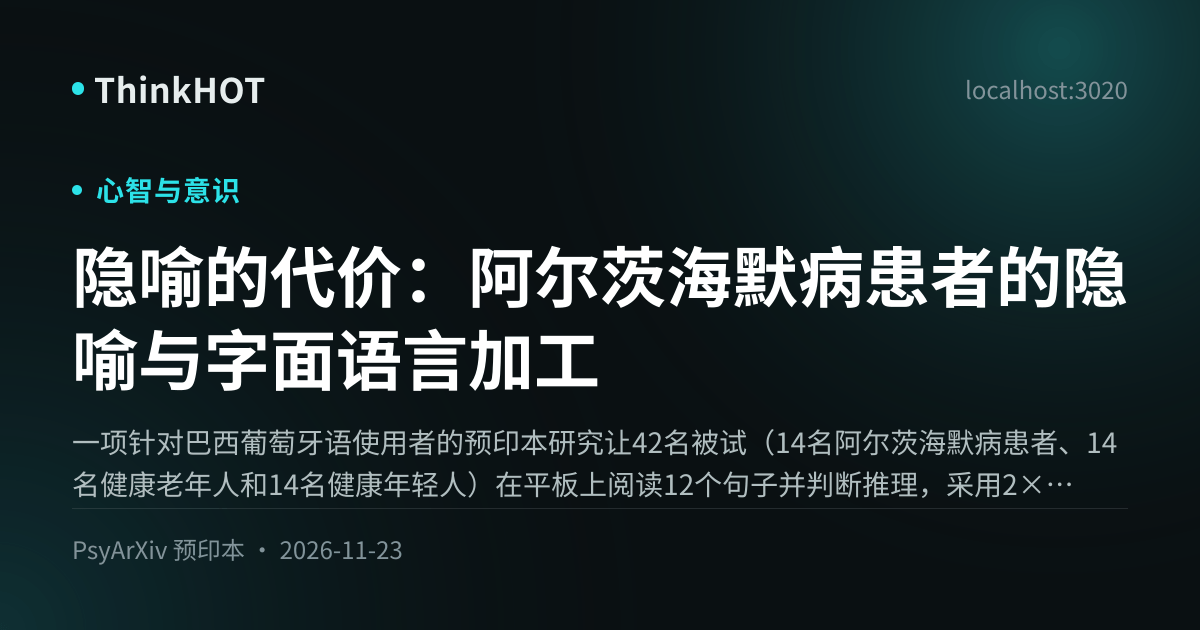 ThinkHOT
localhost:3020
心智与意识
隐喻的代价：阿尔茨海默病患者的隐
喻与字面语言加工
一项针对巴西葡萄牙语使用者的预印本研究让42名被试（14名阿尔茨海默病患者、14
名健康老年人和14名健康年轻人）在平板上阅读12个句子并判断推理，采用2×…
PsyArXiv 预印本 · 2026-11-23